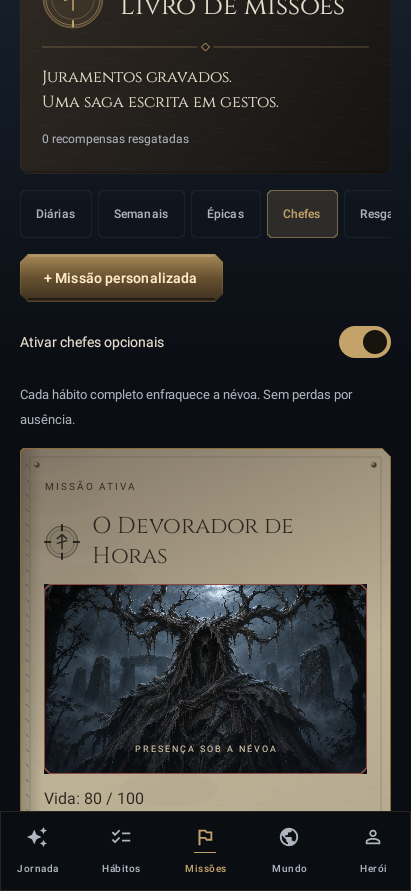 Livro de Missões
Juramentos gravados.
Uma saga escrita em gestos.
0 recompensas resgatadas
Diárias
Semanais
Épicas
Chefes
Resga
+ Missão personalizada
Ativar chefes opcionais
Cada hábito completo enfraquece a névoa. Sem perdas por
ausência.
MISSÃO ATIVA
O Devorador de
Horas
PRESENÇA SOB A NÉVOA
Vida: 80 / 100
Jornada
Hábitos
Missões
Mundo
Herói